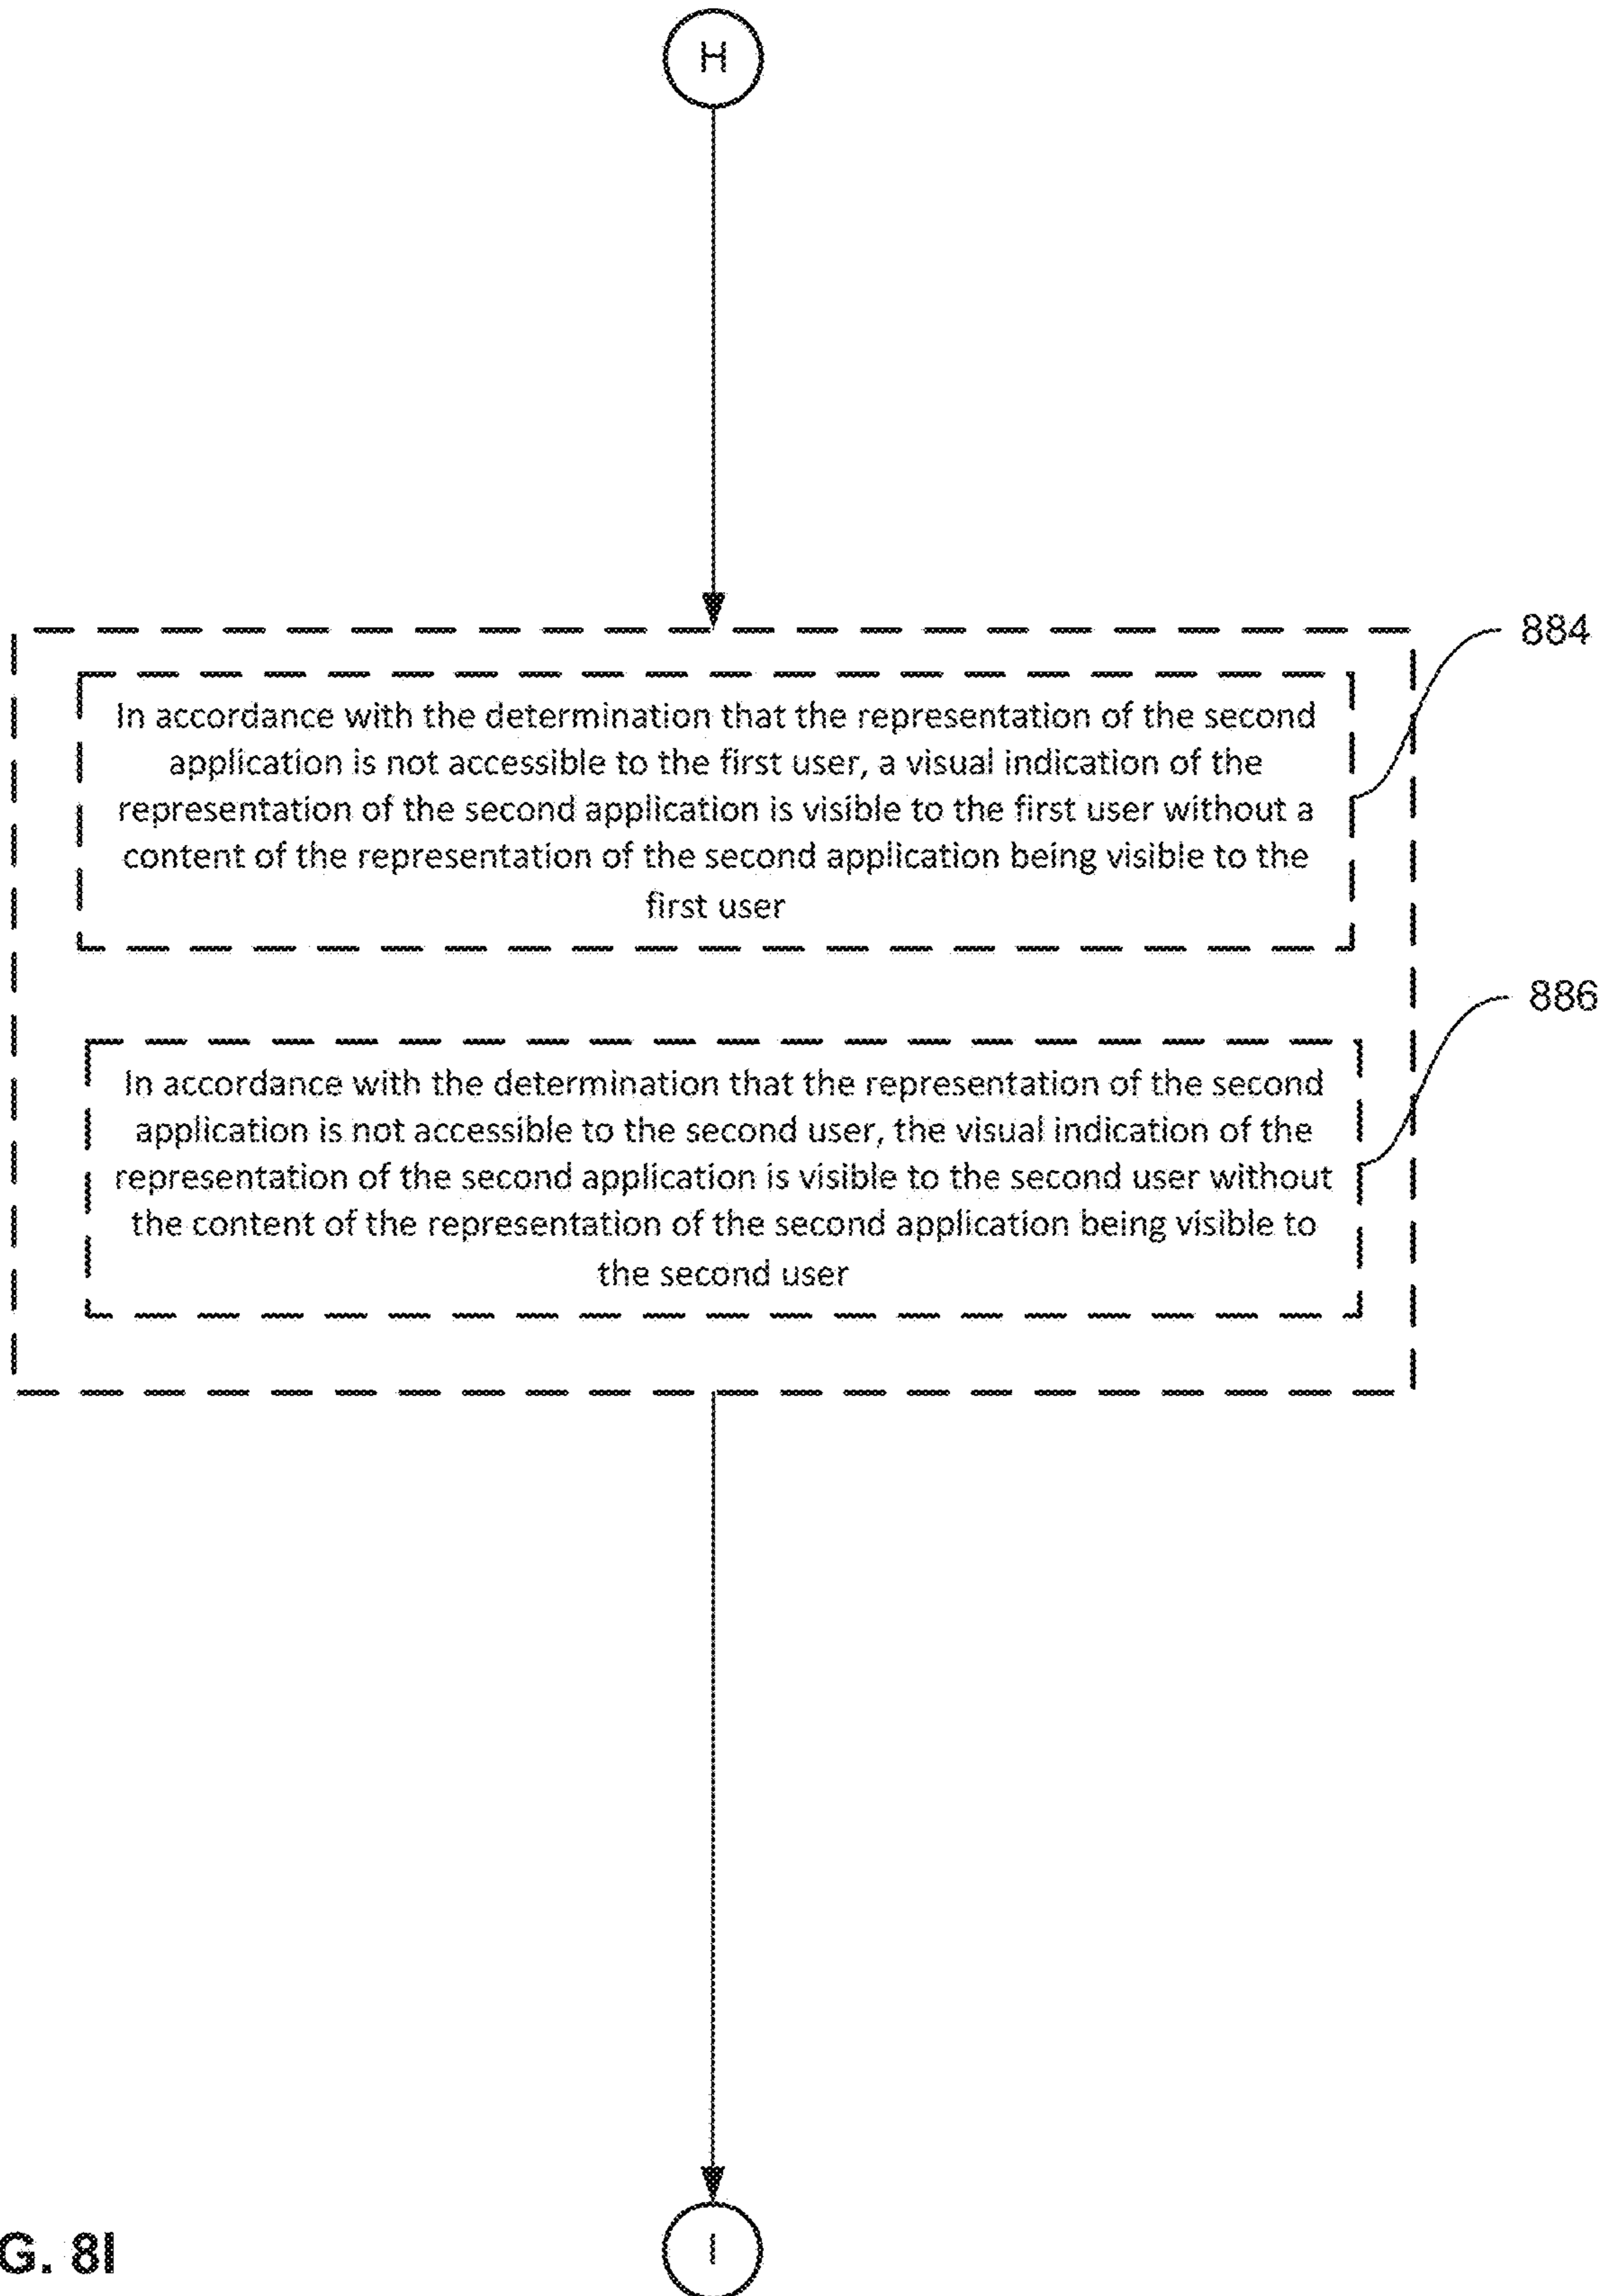 H
884
In accordance with the determination that the representation of the second
application is not accessible to the first user, a visual indication of the
representation of the second application is visible to the first user without a
content of the representation of the second application being visible to the
first user
886
In accordance with the determination that the representation of the second
application is not accessible to the second user, the visual indication of the
representation of the second application is visible to the second user without
the content of the representation of the second application being visible to
the second user
I
G. 8I